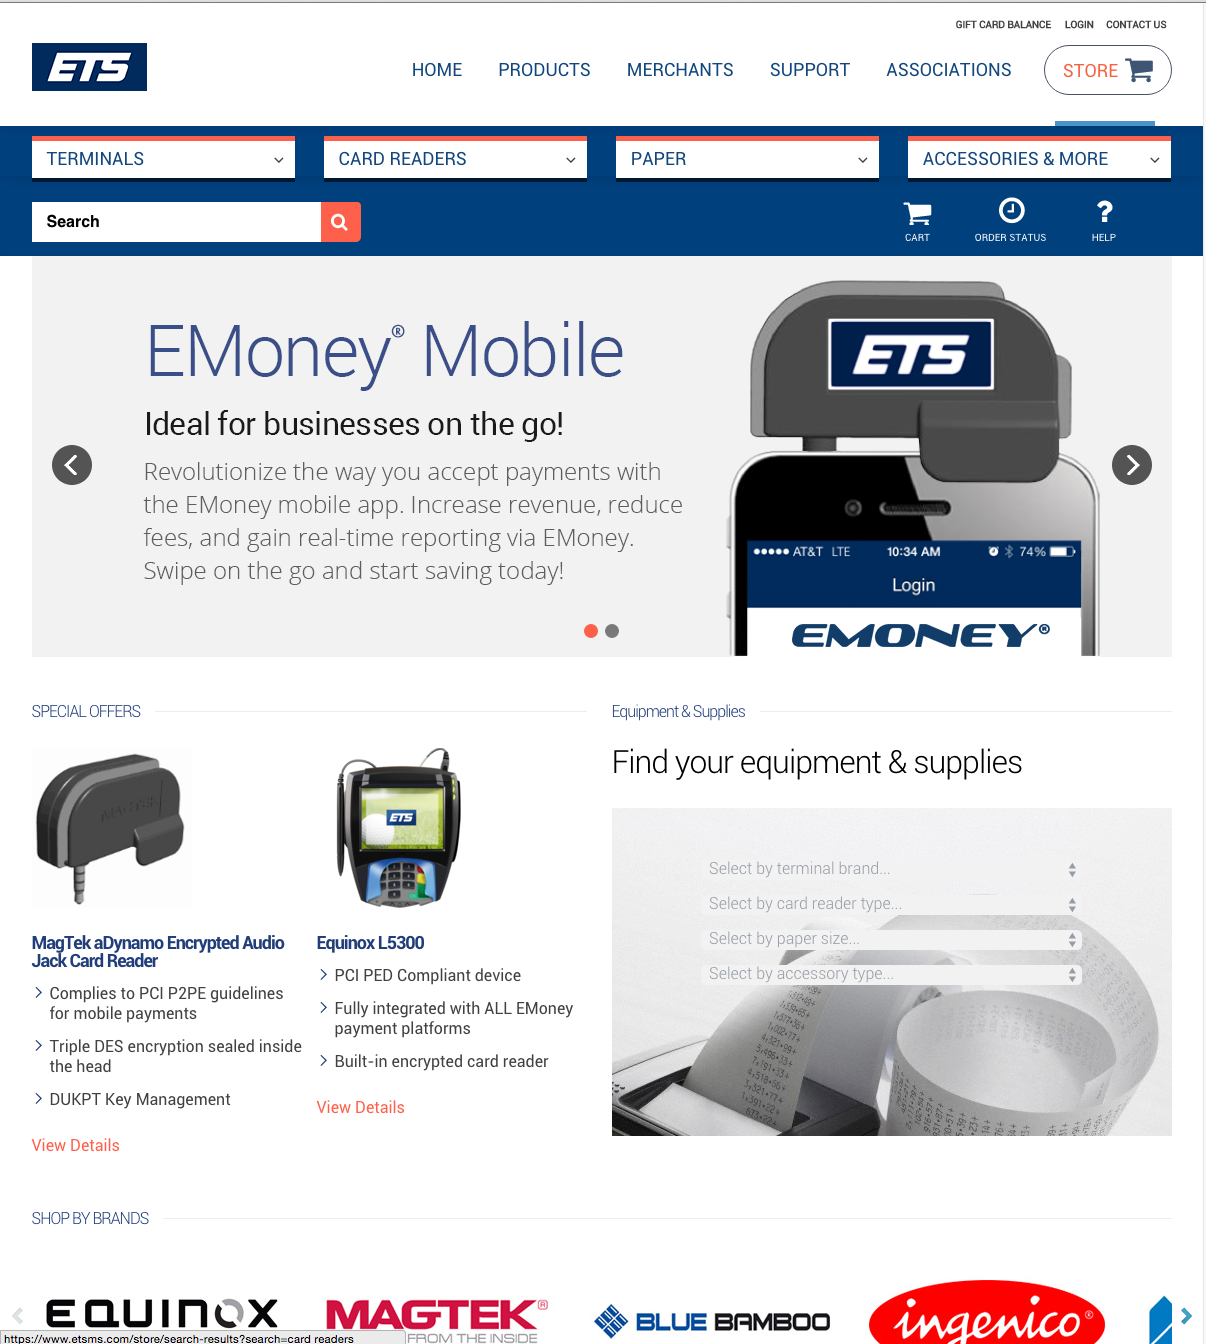 GIFT CARD BALANCE LOGIN CONTACT US
ETS
HOME PRODUCTS MERCHANTS SUPPORT ASSOCIATIONS STORE
TERMINALS CARD READERS PAPER ACCESSORIES & MORE
Search
CART ORDER STATUS HELP
EMoney® Mobile
Ideal for businesses on the go!
Revolutionize the way you accept payments with
the EMoney mobile app. Increase revenue, reduce
fees, and gain real-time reporting via EMoney.
Swipe on the go and start saving today!
ETS
AT&T LTE 10:34 AM 74%
Login
EMONEY®
SPECIAL OFFERS
MAGTEK
ETS
MagTek aDynamo Encrypted Audio
Jack Card Reader
Complies to PCI P2PE guidelines
for mobile payments
Triple DES encryption sealed inside
the head
DUKPT Key Management
View Details
Equinox L5300
PCI PED Compliant device
Fully integrated with ALL EMoney
payment platforms
Built-in encrypted card reader
View Details
Equipment & Supplies
Find your equipment & supplies
Select by terminal brand...
Select by card reader type...
Select by paper size...
Select by accessory type...
SHOP BY BRANDS
EQUINOX
MAGTEK®
FROM THE INSIDE
BLUE BAMBOO
ingenico®
https://www.etsms.com/store/search-results?search=card readers